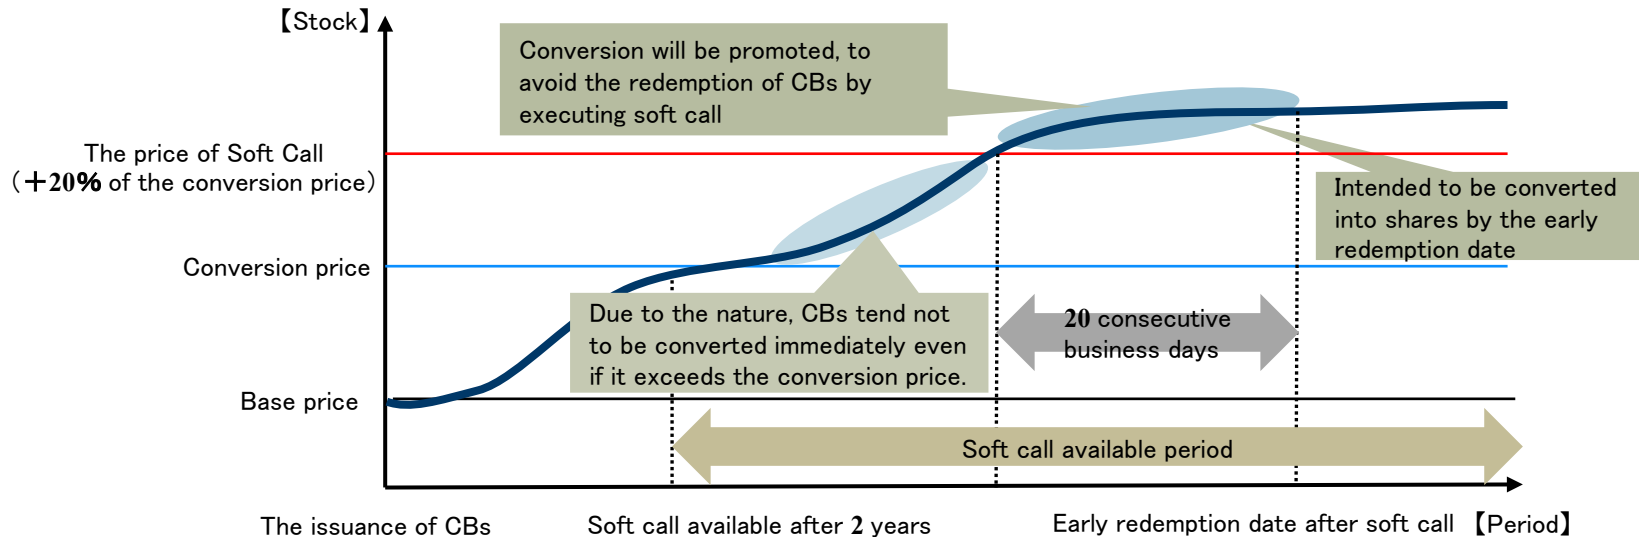 【Stock】
Conversion will be promoted, to
avoid the redemption of CBs by
executing soft call
The price of Soft Call
（＋20% of the conversion price）
Intended to be converted
into shares by the early
redemption date
Conversion price
Due to the nature, CBs tend not
to be converted immediately even
if it exceeds the conversion price.
20 consecutive
business days
Base price
Soft call available period
The issuance of CBs
Soft call available after 2 years
Early redemption date after soft call 【Period】